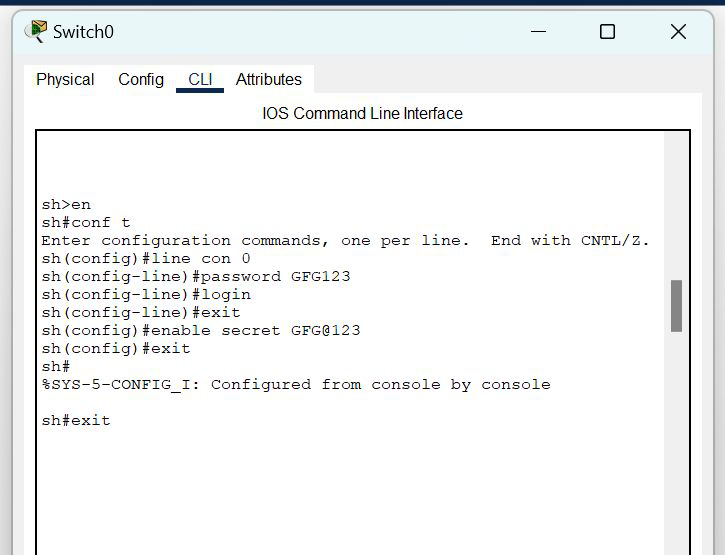 Switch0
Physical Config CLI Attributes
IOS Command Line Interface
sh>en
sh#conf t
Enter configuration commands, one per line.  End with CNTL/Z.
sh(config)#line con 0
sh(config-line)#password GFG123
sh(config-line)#login
sh(config-line)#exit
sh(config)#enable secret GFG@123
sh(config)#exit
sh#
%SYS-5-CONFIG_I: Configured from console by console
sh#exit